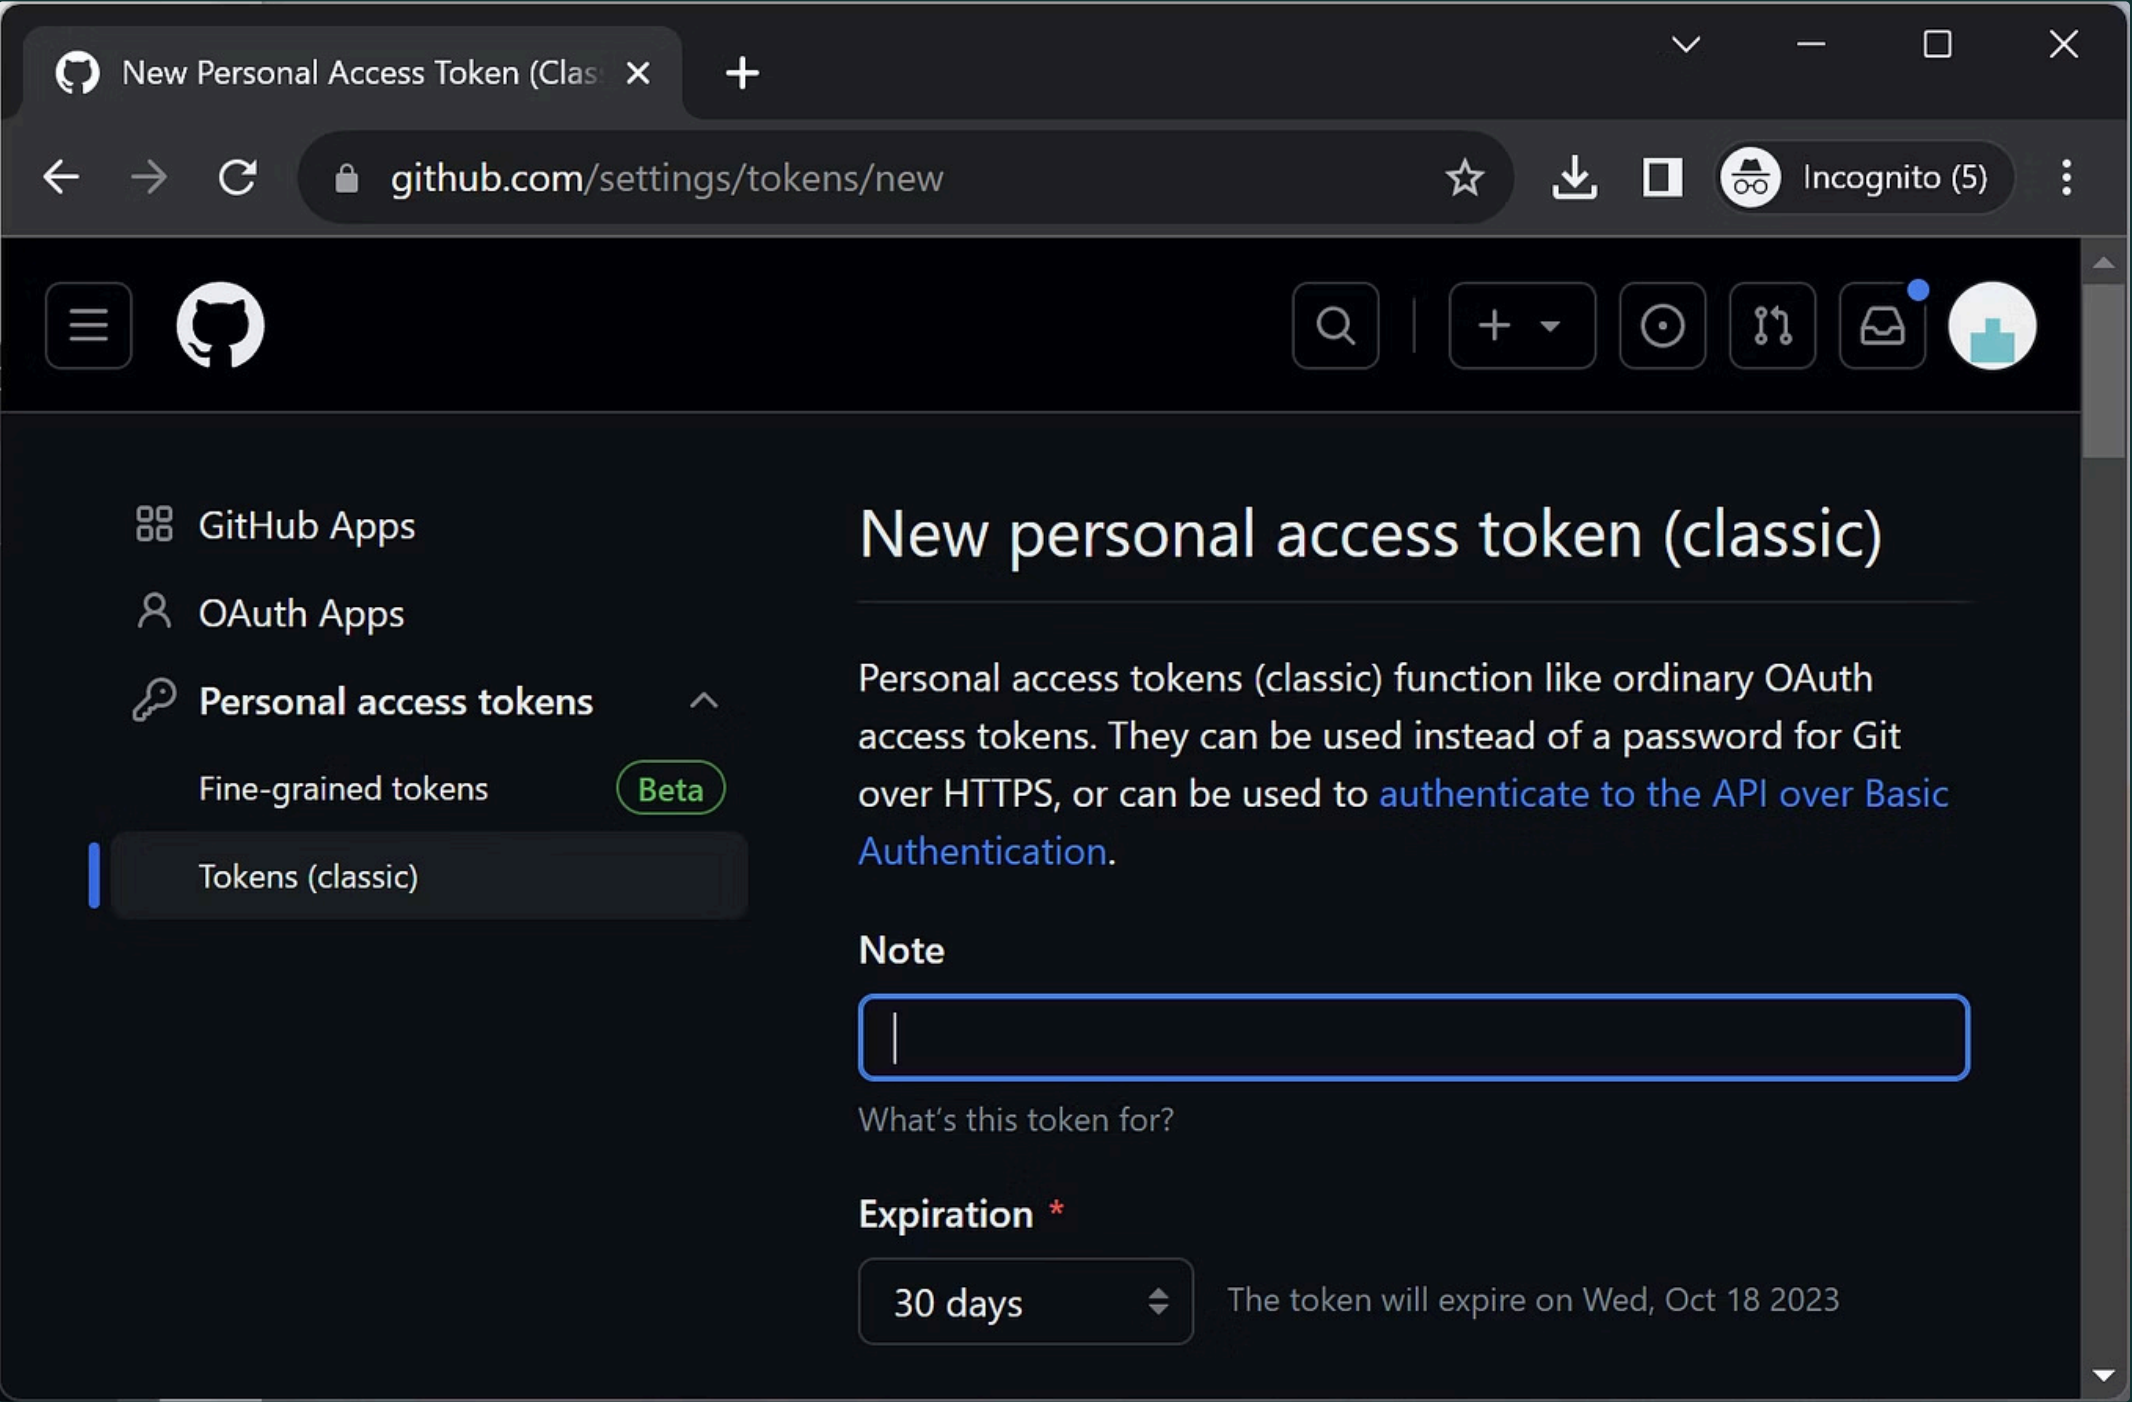 New Personal Access Token (Clas
github.com/settings/tokens/new
Incognito (5)
GitHub Apps
OAuth Apps
Personal access tokens
Fine-grained tokens
Beta
Tokens (classic)
New personal access token (classic)
Personal access tokens (classic) function like ordinary OAuth
access tokens. They can be used instead of a password for Git
over HTTPS, or can be used to authenticate to the API over Basic
Authentication.
Note
What's this token for?
Expiration *
30 days
The token will expire on Wed, Oct 18 2023